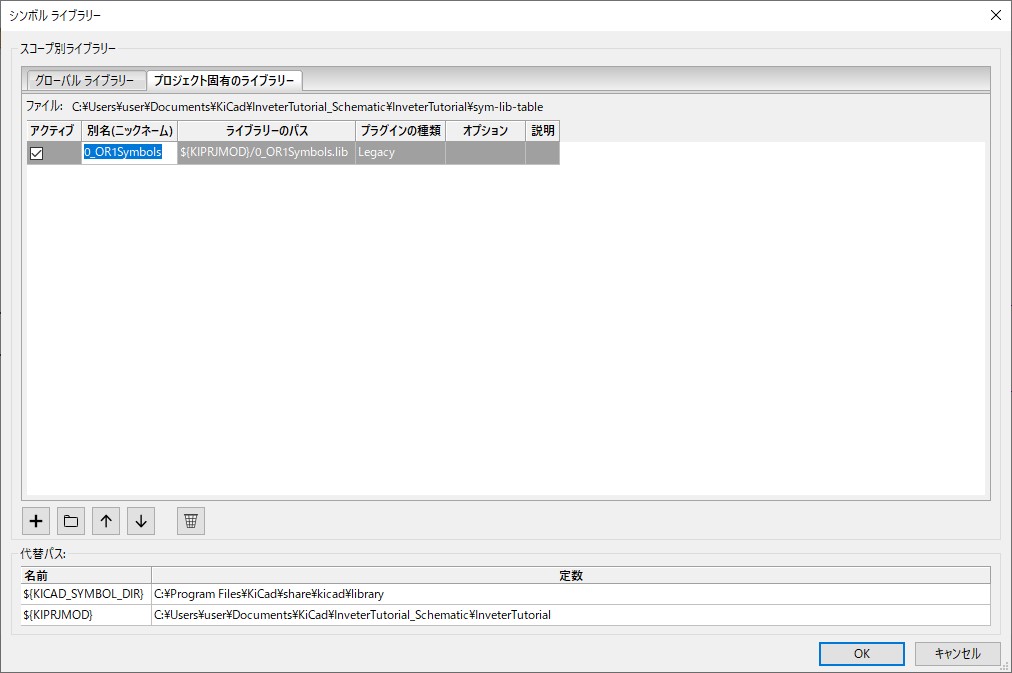 シンボル ライブラリー
スコープ別ライブラリー
グローバル ライブラリー プロジェクト固有のライブラリー
ファイル: C:¥Users¥user¥Documents¥KiCad¥InveterTutorial_Schematic¥InveterTutorial¥sym-lib-table
アクティブ 別名(ニックネーム) ライブラリーのパス プラグインの種類 オプション 説明
0_OR1Symbols ${KIPRJMOD}/0_OR1Symbols.lib Legacy
代替パス:
名前 定数
${KICAD_SYMBOL_DIR} C:¥Program Files¥KiCad¥share¥kicad¥library
${KIPRJMOD} C:¥Users¥user¥Documents¥KiCad¥InveterTutorial_Schematic¥InveterTutorial
OK キャンセル